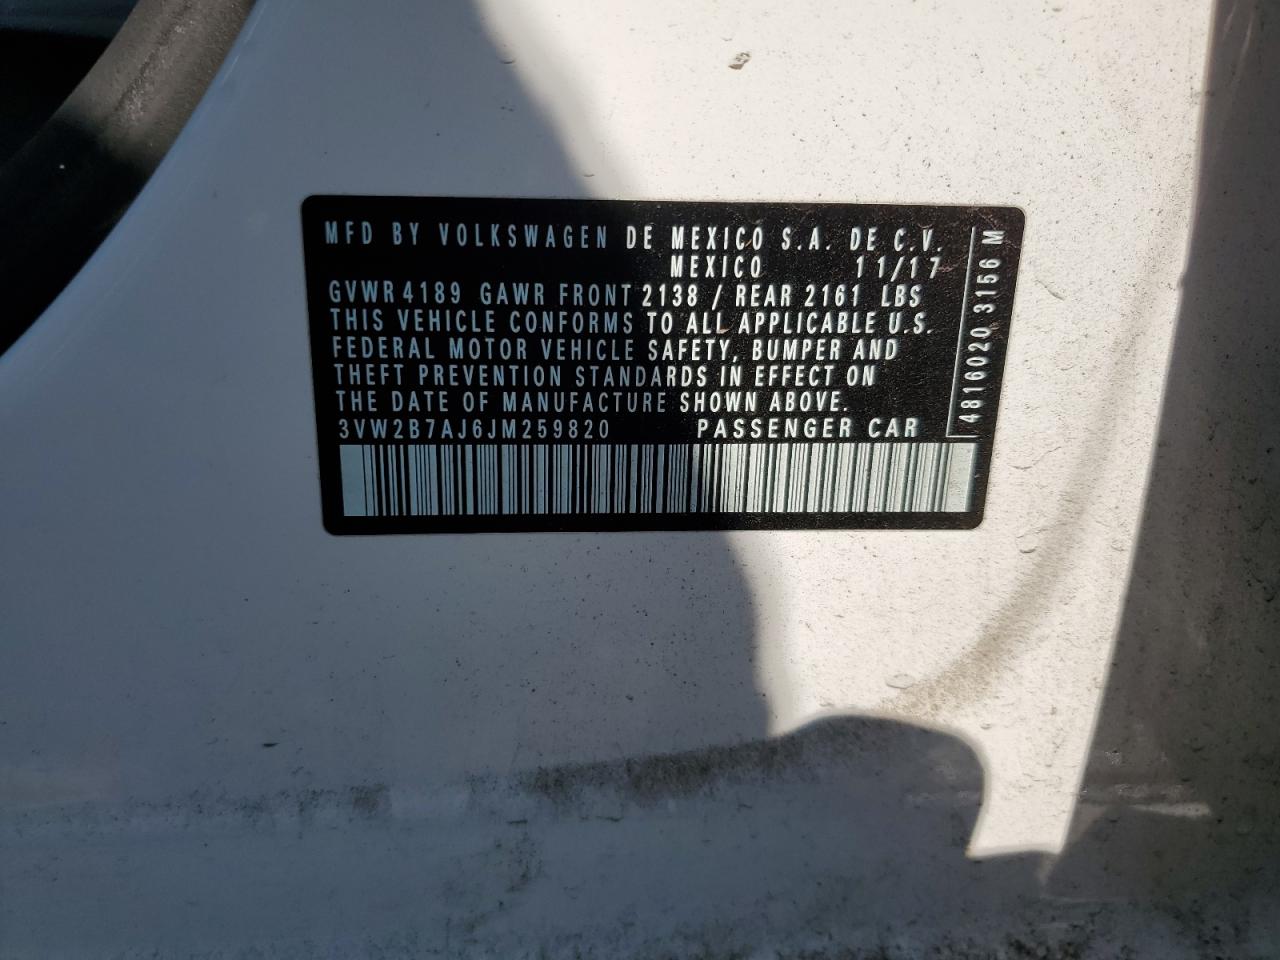 MFD BY VOLKSWAGEN DE MEXICO S.A. DE C.V.
MEXICO 11/17
GVWR 4189 GAWR FRONT 2138 / REAR 2161 LBS
THIS VEHICLE CONFORMS TO ALL APPLICABLE U.S.
FEDERAL MOTOR VEHICLE SAFETY, BUMPER AND
THEFT PREVENTION STANDARDS IN EFFECT ON
THE DATE OF MANUFACTURE SHOWN ABOVE.
3VW2B7AJ6JM259820 PASSENGER CAR
4816020 3156 M